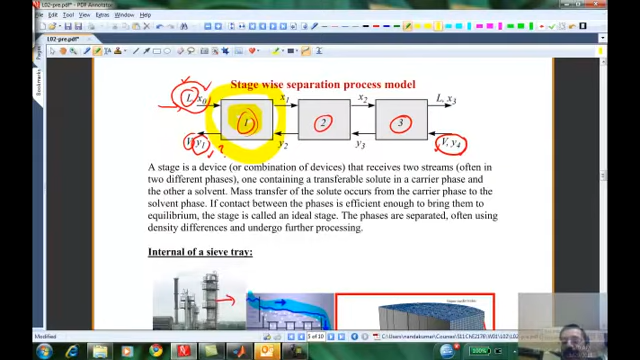 L02-pre.pdf* - PDF Annotator
File Edit View Insert Extras Window Help
Stage wise separation process model
L, x0 x1 x2 L, x3
1 2 3
V, y1 y2 y3 V, y4
A stage is a device (or combination of devices) that receives two streams (often in
two different phases), one containing a transferable solute in a carrier phase and
the other a solvent. Mass transfer of the solute occurs from the carrier phase to the
solvent phase. If contact between the phases is efficient enough to bring them to
equilibrium, the stage is called an ideal stage. The phases are separated, often using
density differences and undergo further processing.
Internal of a sieve tray:
Modified
5 of 10
100%